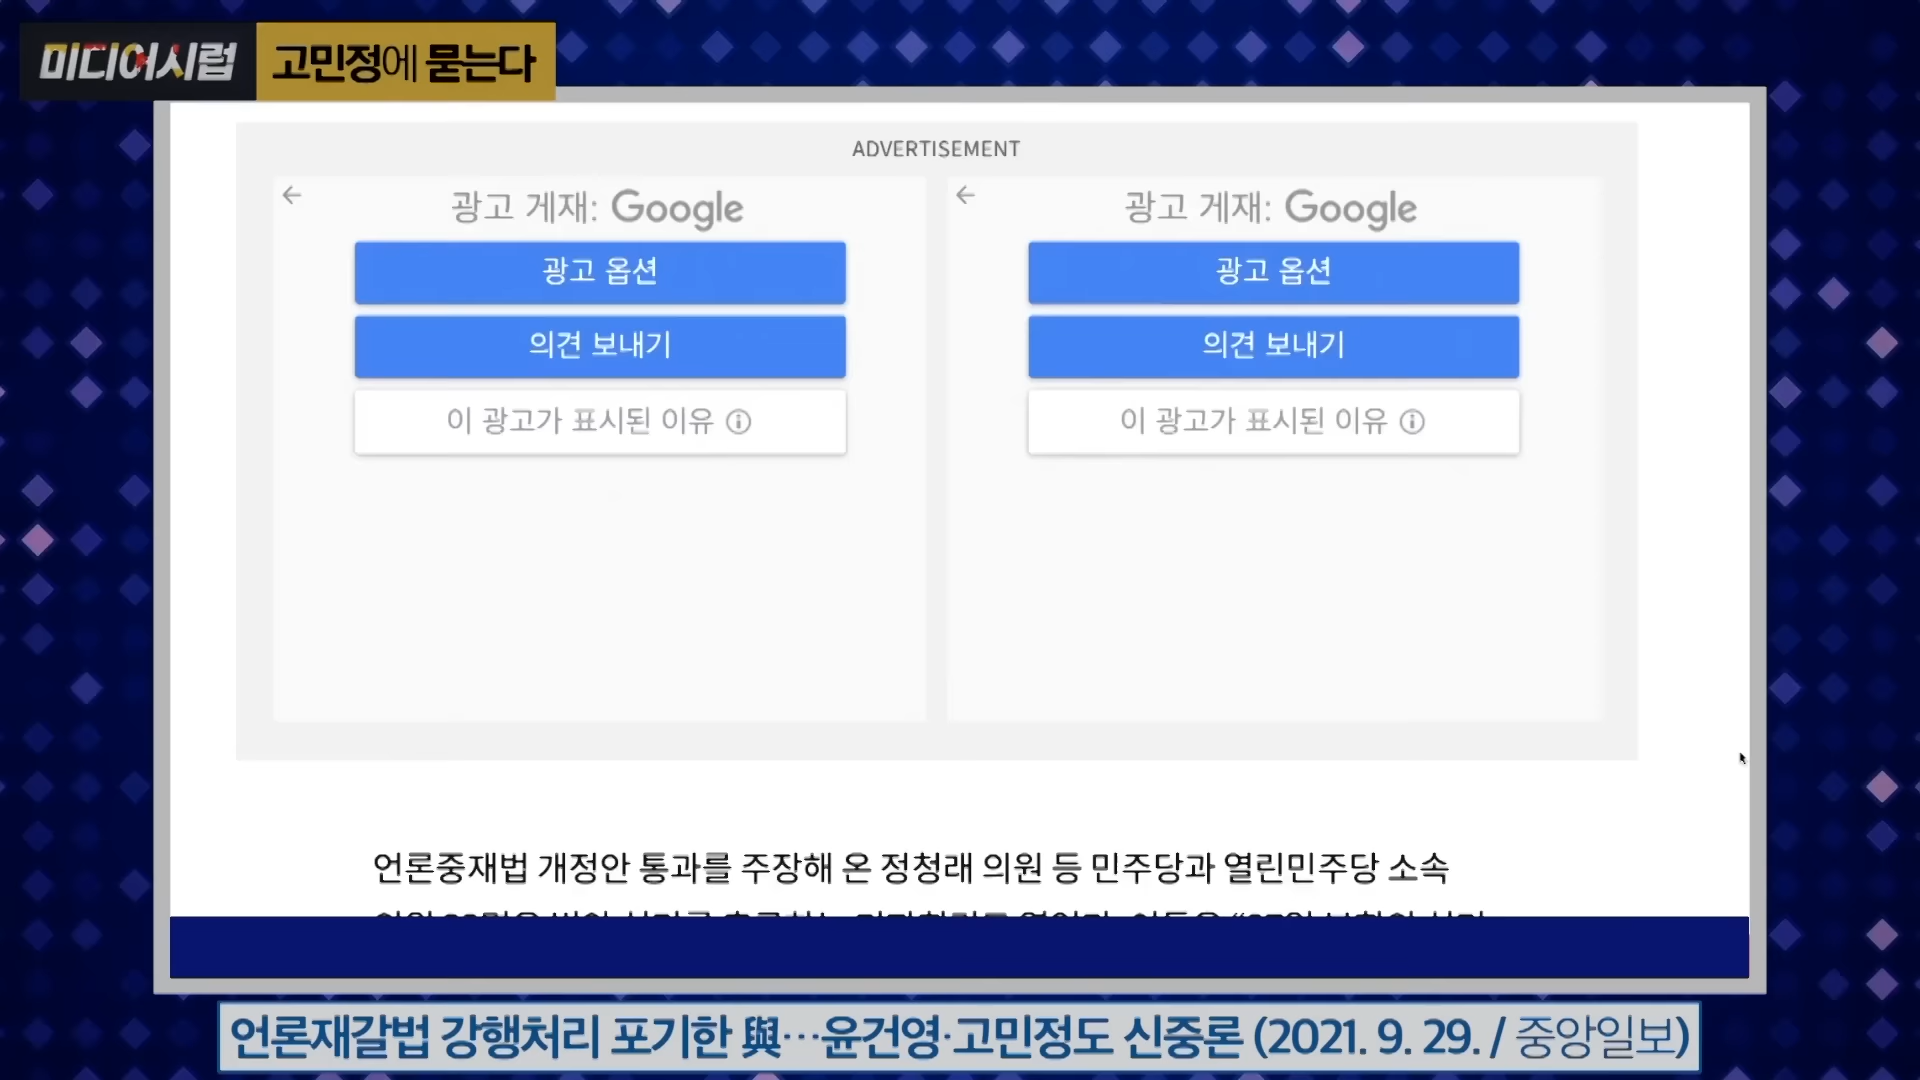 미디어시럽 고민정에 묻는다
ADVERTISEMENT
광고 게재: Google
광고 옵션
의견 보내기
이 광고가 표시된 이유
광고 게재: Google
광고 옵션
의견 보내기
이 광고가 표시된 이유
언론중재법 개정안 통과를 주장해 온 정청래 의원 등 민주당과 열린민주당 소속
언론재갈법 강행처리 포기한 與…윤건영·고민정도 신중론 (2021. 9. 29. / 중앙일보)